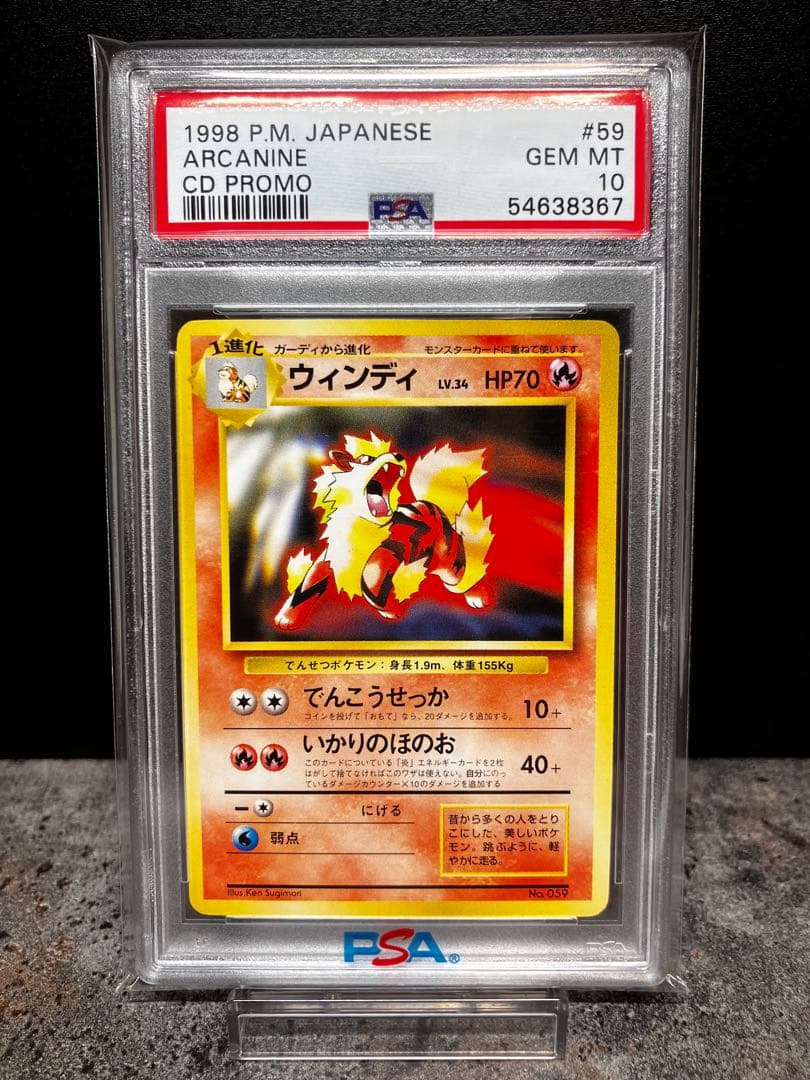 1998 P.M. JAPANESE #59
ARCANINE GEM MT
CD PROMO 10
54638367
PSA
1進化 ガーディから進化 モンスターカードに重ねて使います。
ウィンディ LV.34 HP70
でんせつポケモン：身長1.9m、体重155Kg
でんこうせっか 10+
コインを投げて「おもて」なら、20ダメージを追加する。
いかりのほのお 40+
このカードについている「炎」エネルギーカードを2枚
はがして捨てなければこのワザは使えない。自分にのっ
ているダメージカウンター×10のダメージを追加する
ー にげる
弱点
昔から多くの人をとり
こにした、美しいポケ
モン。跳ぶように、軽
やかに走る。
Illus.Ken Sugimori No. 059
PSA®
PSA